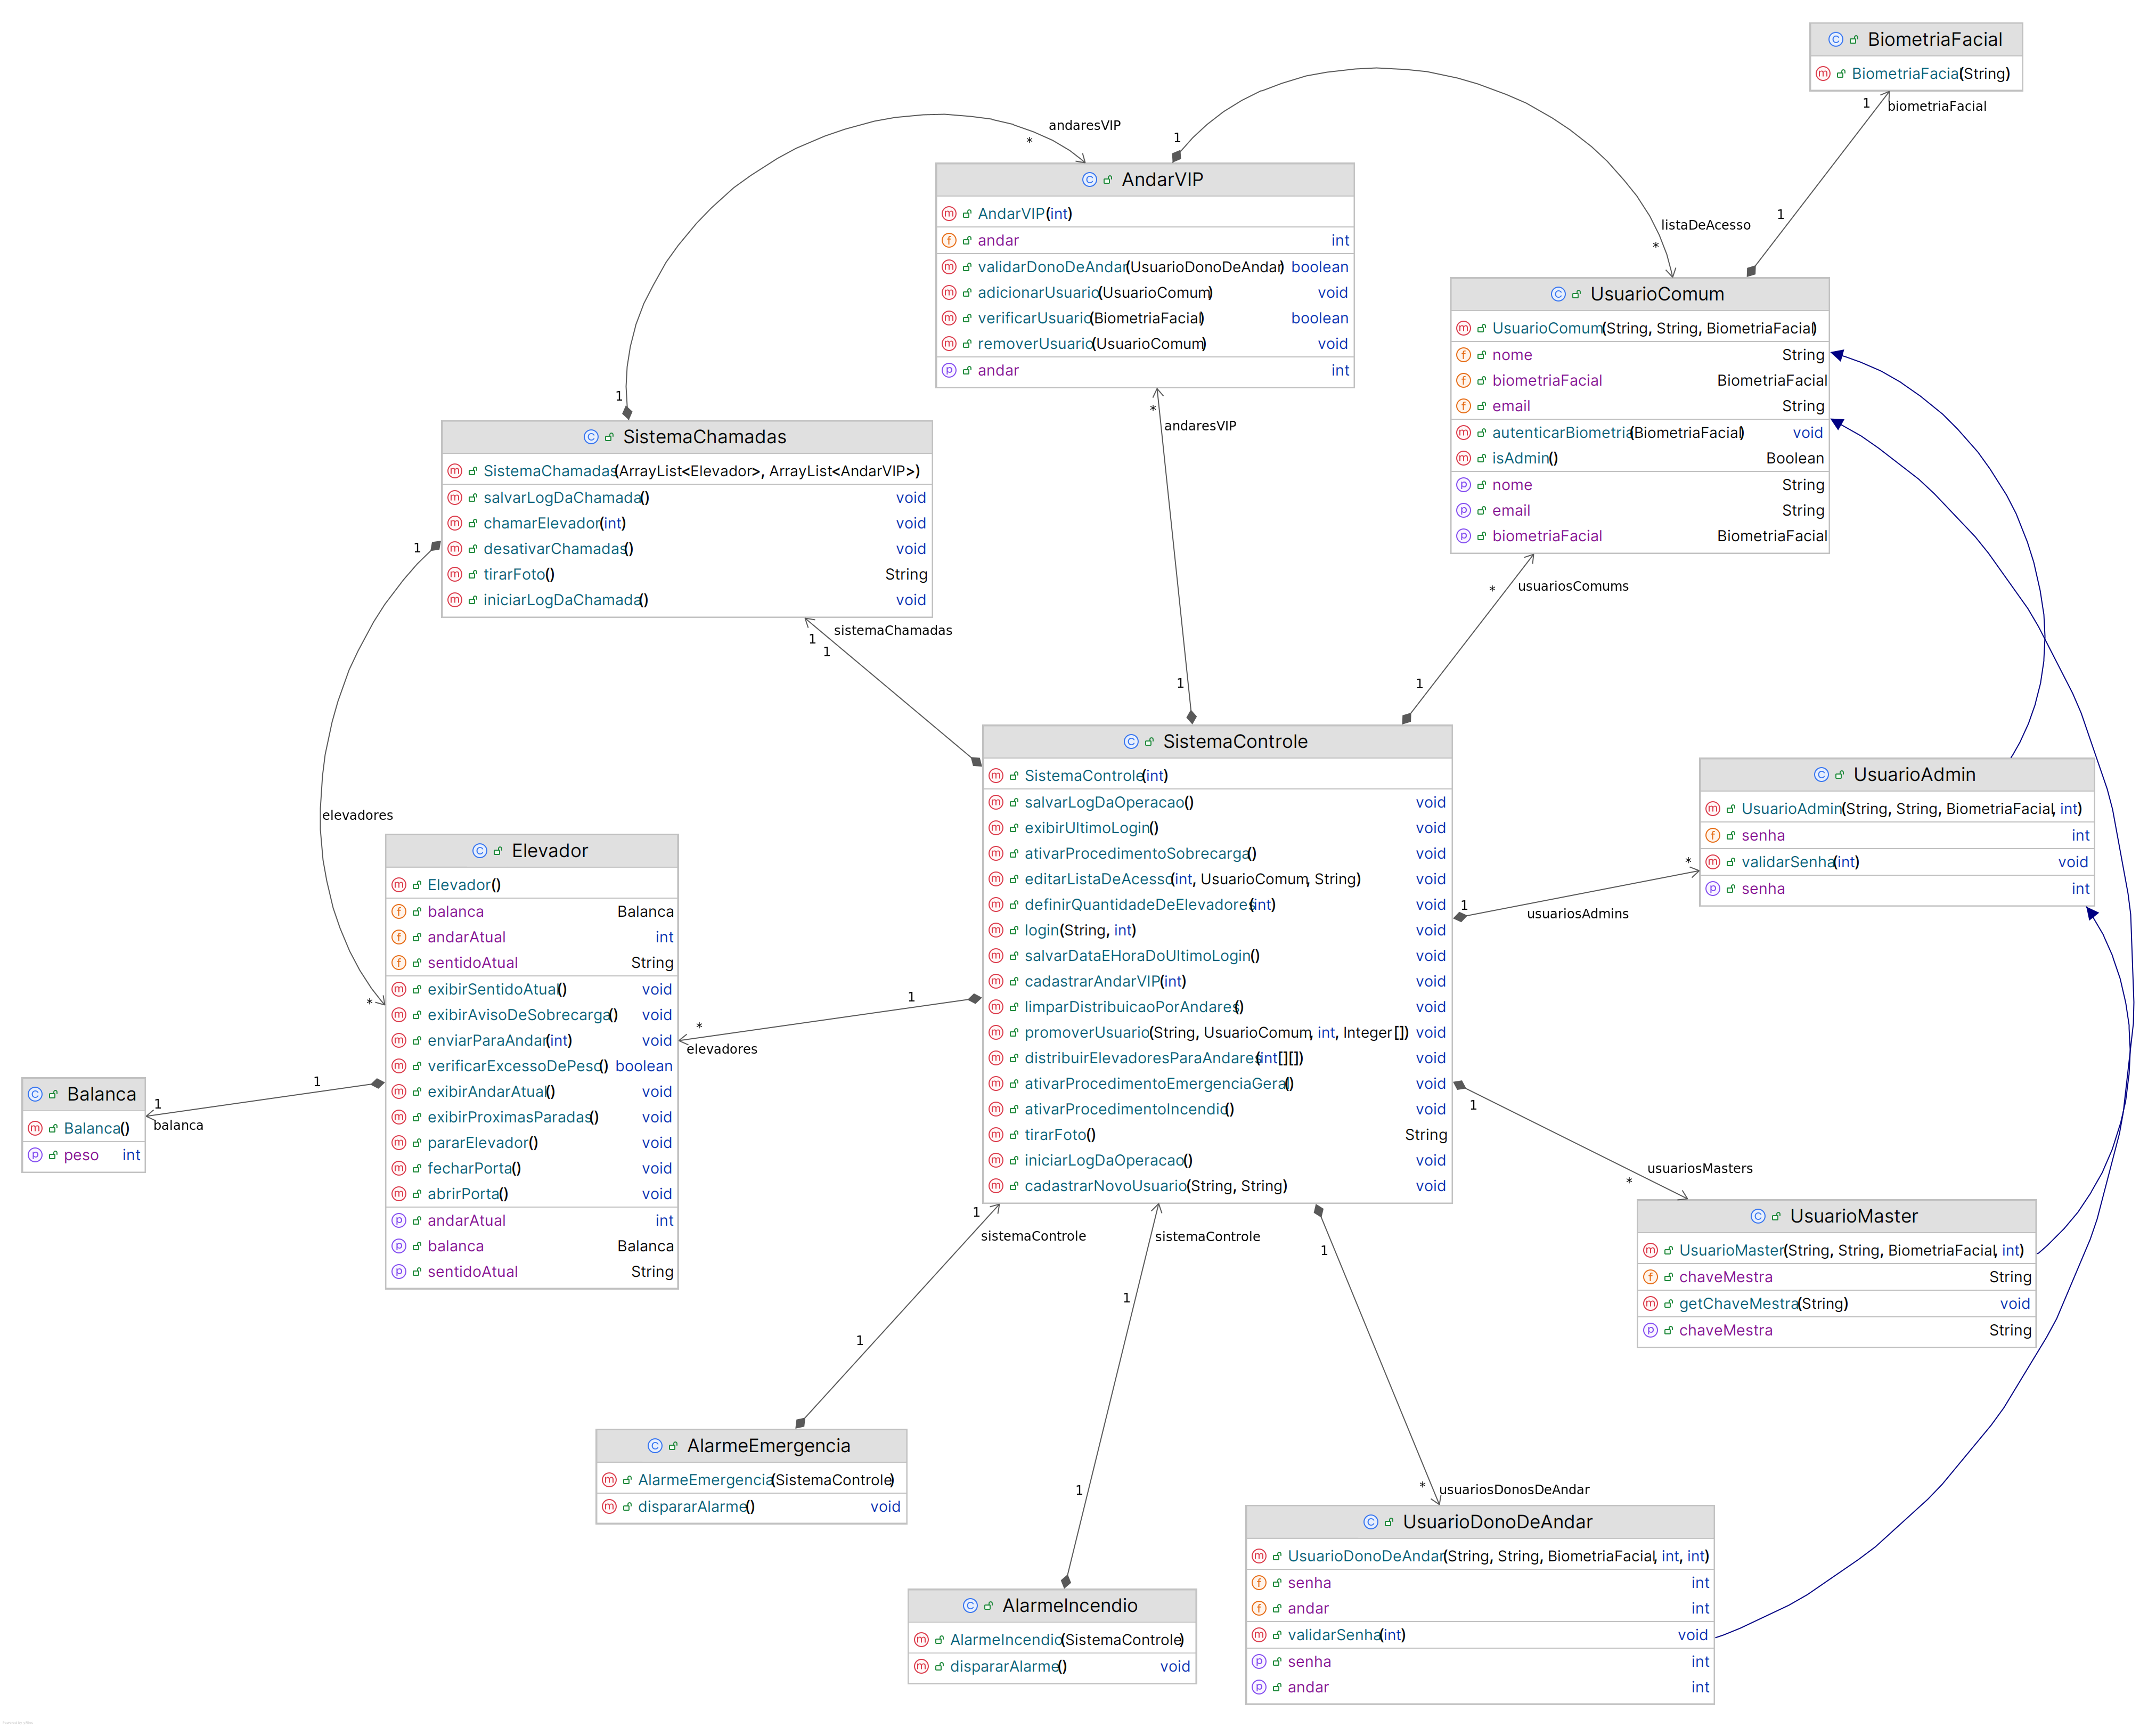 BiometriaFacial
BiometriaFacial(String)
1
biometriaFacial
1
andaresVIP
*
1
AndarVIP
AndarVIP(int)
andar int
validarDonoDeAndar(UsuarioDonoDeAndar) boolean
adicionarUsuario(UsuarioComum) void
verificarUsuario(BiometriaFacial) boolean
removerUsuario(UsuarioComum) void
andar int
listaDeAcesso
*
UsuarioComum
UsuarioComum(String, String, BiometriaFacial)
nome String
biometriaFacial BiometriaFacial
email String
autenticarBiometria(BiometriaFacial) void
isAdmin() Boolean
nome String
email String
biometriaFacial BiometriaFacial
1
SistemaChamadas
SistemaChamadas(ArrayList<Elevador>, ArrayList<AndarVIP>)
salvarLogDaChamada() void
chamarElevador(int) void
desativarChamadas() void
tirarFoto() String
iniciarLogDaChamada() void
1
*
andaresVIP
1
*
usuariosComums
1
sistemaChamadas
1
1
SistemaControle
SistemaControle(int)
salvarLogDaOperacao() void
exibirUltimoLogin() void
ativarProcedimentoSobrecarga() void
editarListaDeAcesso(int, UsuarioComum, String) void
definirQuantidadeDeElevadores(int) void
login(String, int) void
salvarDataEHoraDoUltimoLogin() void
cadastrarAndarVIP(int) void
limparDistribuicaoPorAndares() void
promoverUsuario(String, UsuarioComum, int, Integer[]) void
distribuirElevadoresParaAndares(int[][]) void
ativarProcedimentoEmergenciaGeral() void
ativarProcedimentoIncendio() void
tirarFoto() String
iniciarLogDaOperacao() void
cadastrarNovoUsuario(String, String) void
UsuarioAdmin
UsuarioAdmin(String, String, BiometriaFacial, int)
senha int
validarSenha(int) void
senha int
*
1
usuariosAdmins
elevadores
*
Elevador
Elevador()
balanca Balanca
andarAtual int
sentidoAtual String
exibirSentidoAtual() void
exibirAvisoDeSobrecarga() void
enviarParaAndar(int) void
verificarExcessoDePeso() boolean
exibirAndarAtual() void
exibirProximasParadas() void
pararElevador() void
fecharPorta() void
abrirPorta() void
andarAtual int
balanca Balanca
sentidoAtual String
1
*
elevadores
1
1
balanca
Balanca
Balanca()
peso int
1
usuariosMasters
*
UsuarioMaster
UsuarioMaster(String, String, BiometriaFacial, int)
chaveMestra String
getChaveMestra(String) void
chaveMestra String
1
sistemaControle
1
sistemaControle
1
1
1
AlarmeEmergencia
AlarmeEmergencia(SistemaControle)
dispararAlarme() void
1
*
usuariosDonosDeAndar
UsuarioDonoDeAndar
UsuarioDonoDeAndar(String, String, BiometriaFacial, int, int)
senha int
andar int
validarSenha(int) void
senha int
andar int
AlarmeIncendio
AlarmeIncendio(SistemaControle)
dispararAlarme() void